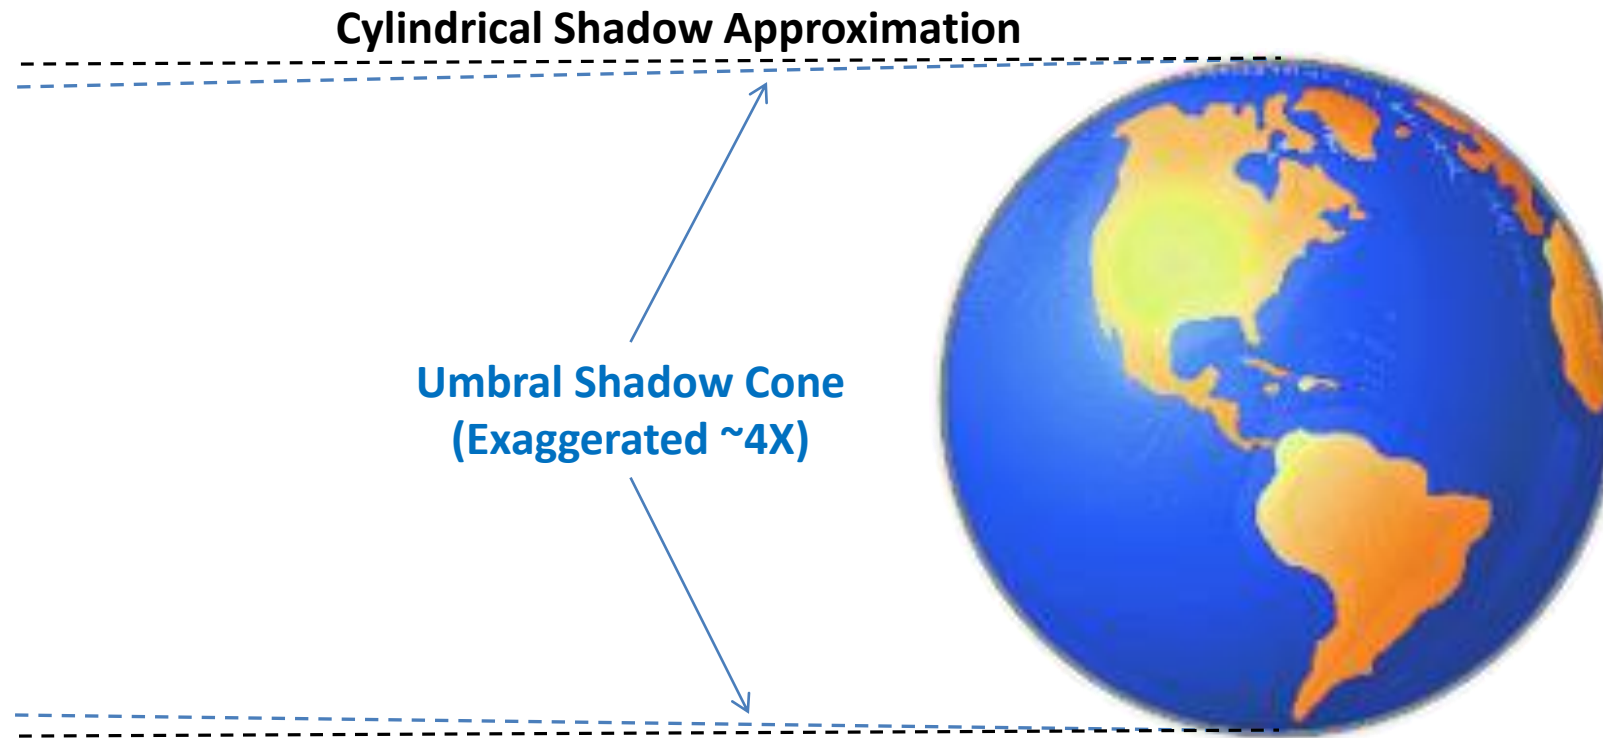 Cylindrical Shadow Approximation
Umbral Shadow Cone
(Exaggerated ~4X)